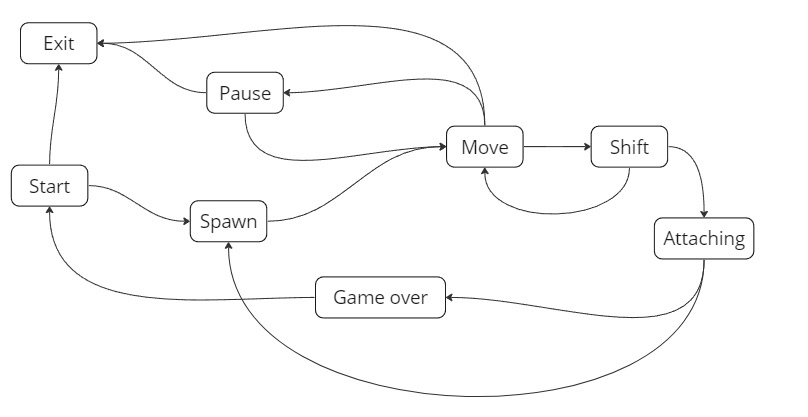 Exit
Pause
Move
Shift
Start
Spawn
Attaching
Game over